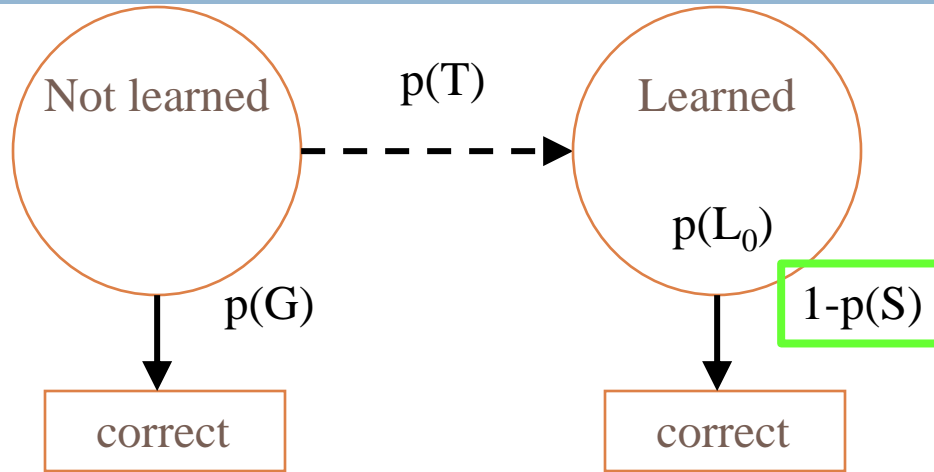 Not learned
p(T)
Learned
p(L₀)
p(G)
1-p(S)
correct
correct